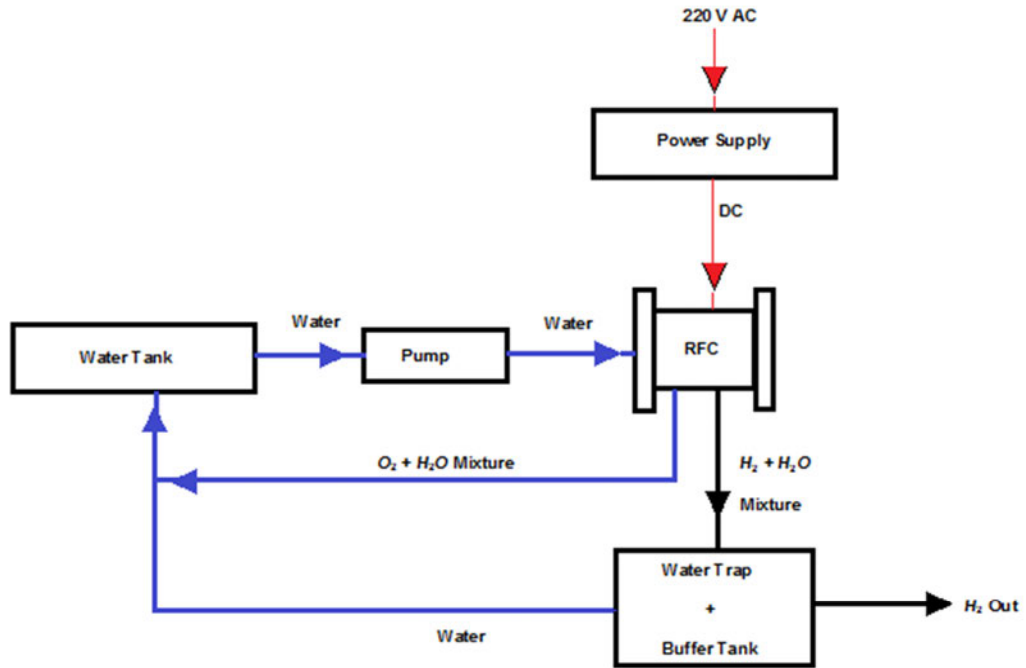 220 V AC
Power Supply
DC
Water
Water
Water Tank
Pump
RFC
O₂ + H₂O Mixture
H₂ + H₂O
Mixture
Water Trap
+
Buffer Tank
H₂ Out
Water